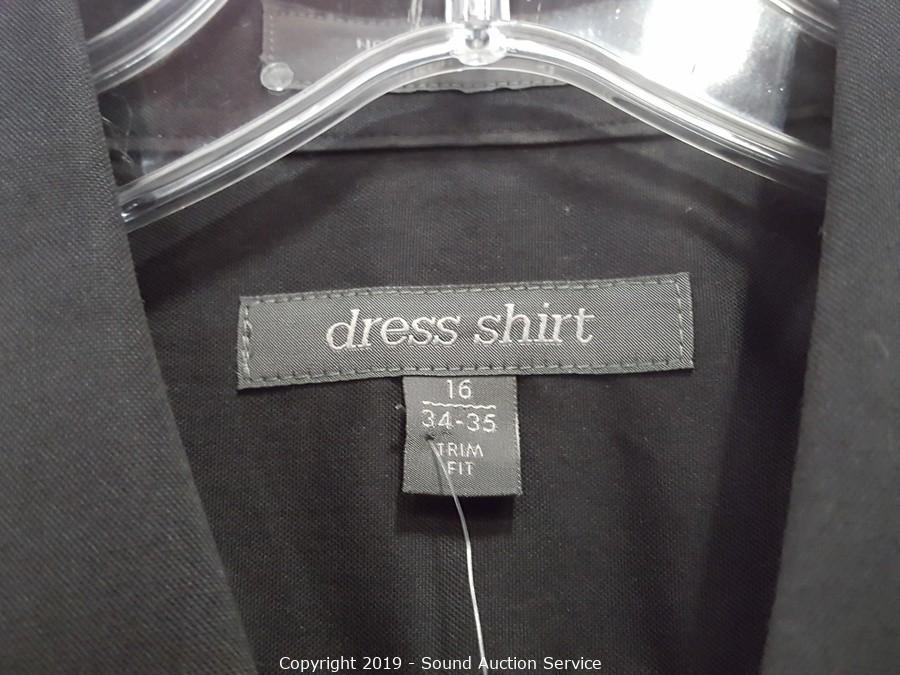 dress shirt
16
34-35
TRIM
FIT
Copyright 2019 - Sound Auction Service